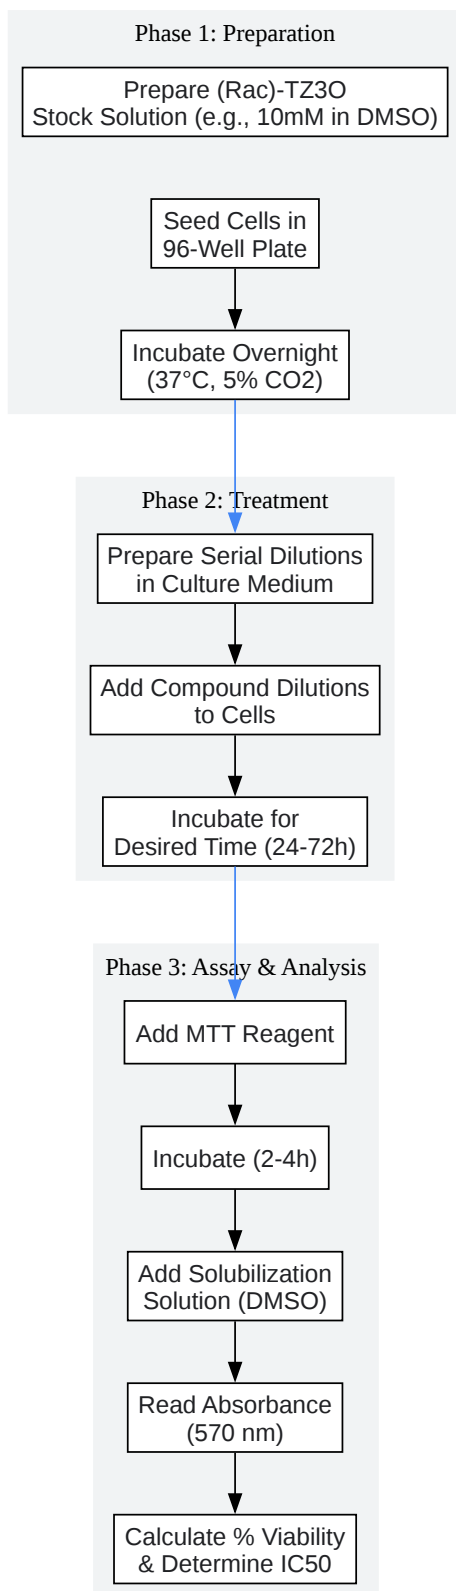 Phase 1: Preparation
Prepare (Rac)-TZ3O
Stock Solution (e.g., 10mM in DMSO)
Seed Cells in
96-Well Plate
Incubate Overnight
(37°C, 5% CO2)
Phase 2: Treatment
Prepare Serial Dilutions
in Culture Medium
Add Compound Dilutions
to Cells
Incubate for
Desired Time (24-72h)
Phase 3: Assay & Analysis
Add MTT Reagent
Incubate (2-4h)
Add Solubilization
Solution (DMSO)
Read Absorbance
(570 nm)
Calculate % Viability
& Determine IC50